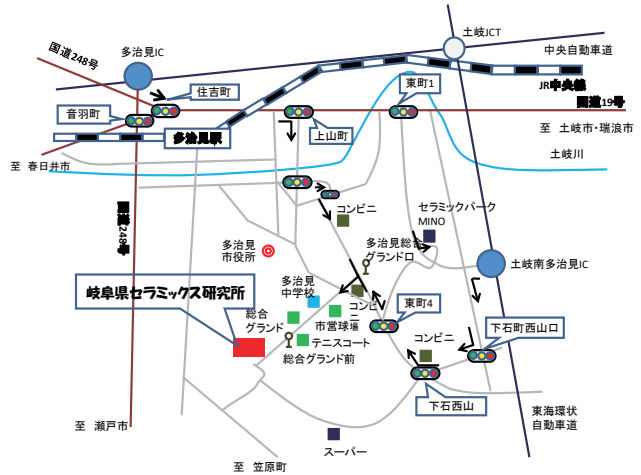 国道248号
多治見IC
土岐JCT
中央自動車道
住吉町
東町1
JR中央線
国道19号
音羽町
多治見駅
上山町
至 土岐市・瑞浪市
至 春日井市
土岐川
コンビニ
セラミックパーク
MINO
国道248号
多治見
市役所
多治見総合
グランド口
土岐南多治見IC
岐阜県セラミックス研究所
多治見
中学校
コンビ
ニ
東町4
総合
グランド
市営球場
下石町西山口
テニスコート
コンビニ
総合グランド前
下石西山
東海環状
自動車道
至 瀬戸市
スーパー
至 笠原町